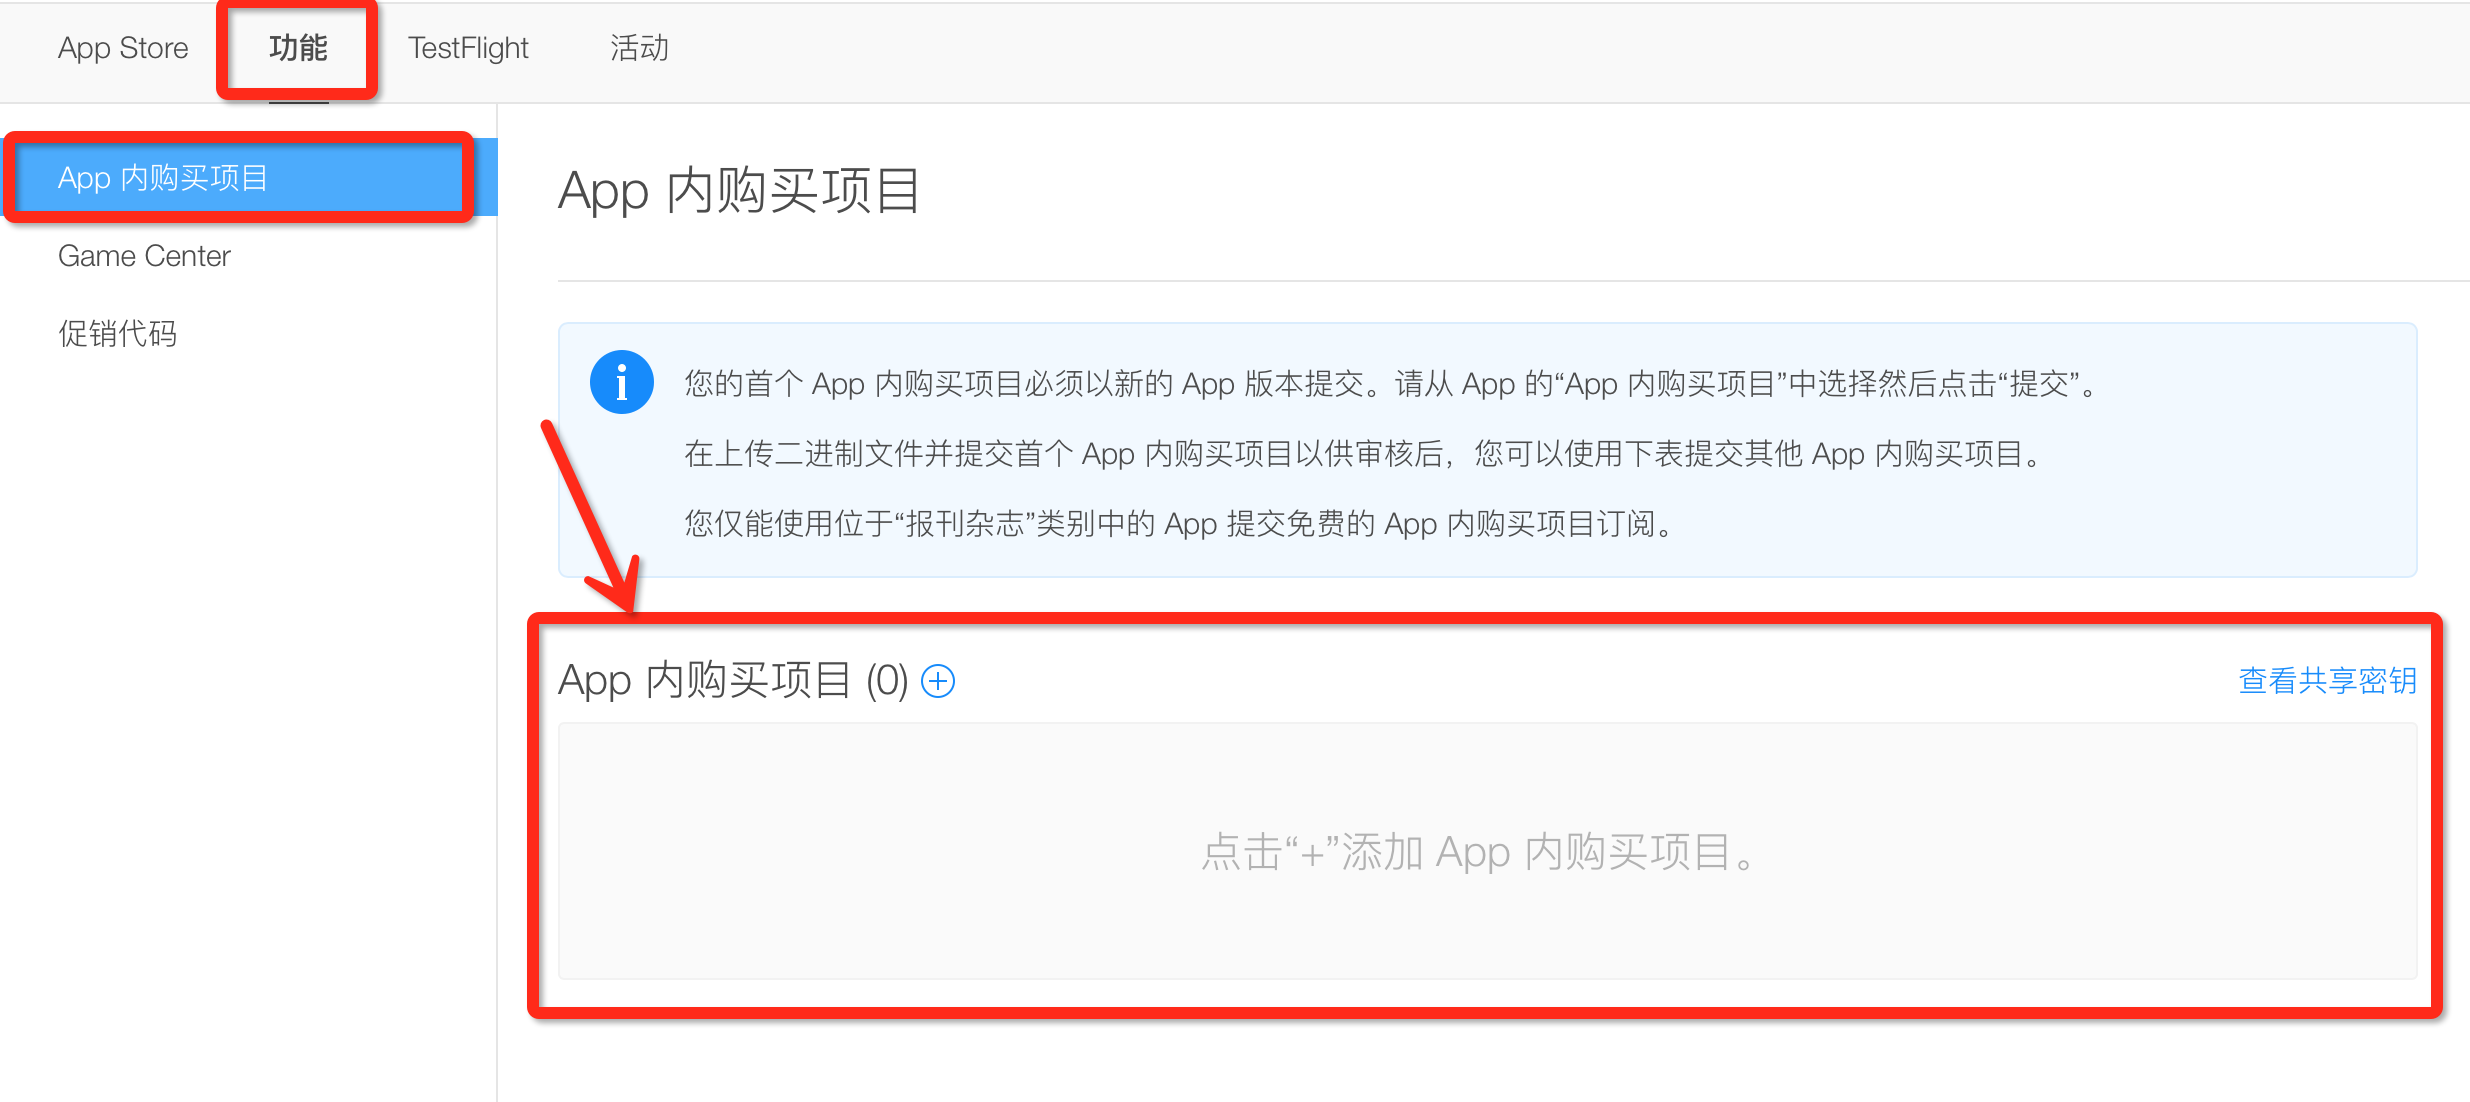 App Store 功能 TestFlight 活动
App 内购买项目
Game Center
促销代码
App 内购买项目
您的首个 App 内购买项目必须以新的 App 版本提交。请从 App 的“App 内购买项目”中选择然后点击“提交”。
在上传二进制文件并提交首个 App 内购买项目以供审核后，您可以使用下表提交其他 App 内购买项目。
您仅能使用位于“报刊杂志”类别中的 App 提交免费的 App 内购买项目订阅。
App 内购买项目 (0) 查看共享密钥
点击“+”添加 App 内购买项目。